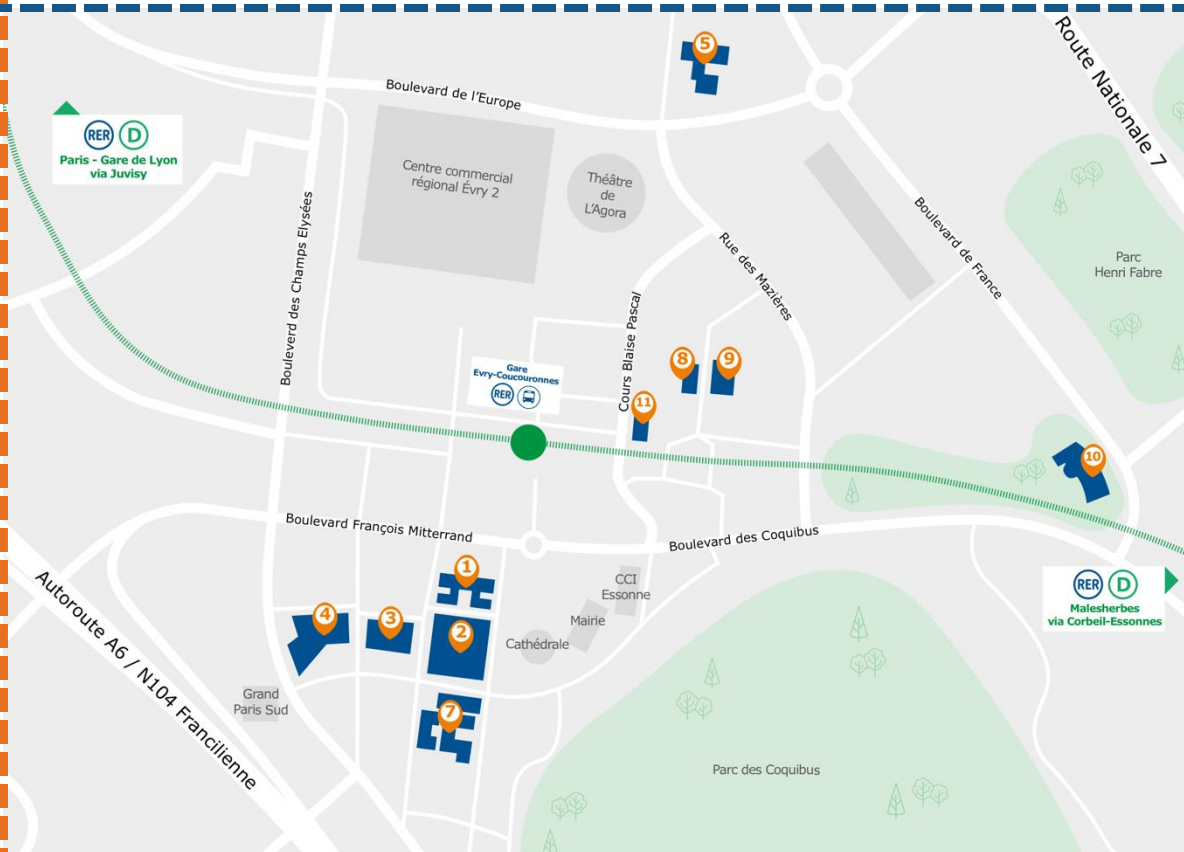 5
Route Nationale 7
Boulevard de l'Europe
RER D
Paris - Gare de Lyon
via Juvisy
Centre commercial
régional Évry 2
Théâtre
de
L'Agora
Bouleverd des Champs Elysées
Rue des Mazières
Boulevard de France
Parc
Henri Fabre
Cours Blaise Pascal
Gare
Evry-Coucouronnes
RER
8
9
11
10
Boulevard François Mitterrand
Boulevard des Coquibus
1
CCI
Essonne
RER D
Malesherbes
via Corbeil-Essonnes
Autoroute A6 / N104 Francilienne
4
3
2
Mairie
Cathédrale
Grand
Paris Sud
7
Parc des Coquibus